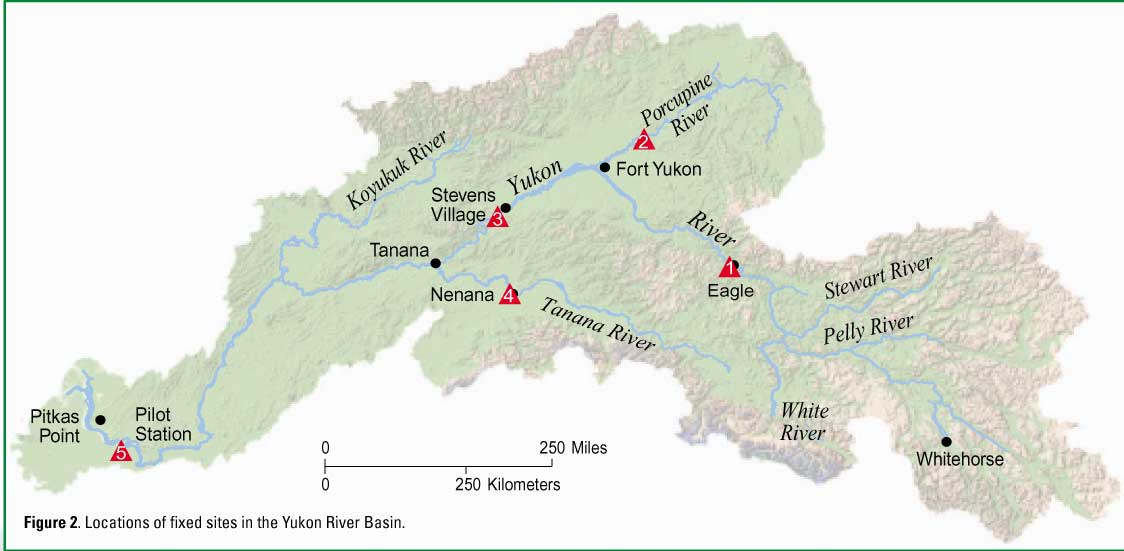 Porcupine
River
2
Koyukuk River
Fort Yukon
Yukon
Stevens
Village
3
River
Tanana
1
Eagle
Stewart River
Nenana
4
Tanana River
Pelly River
White
River
Pitkas
Point
Pilot
Station
5
Whitehorse
0
250 Miles
0
250 Kilometers
Figure 2. Locations of fixed sites in the Yukon River Basin.